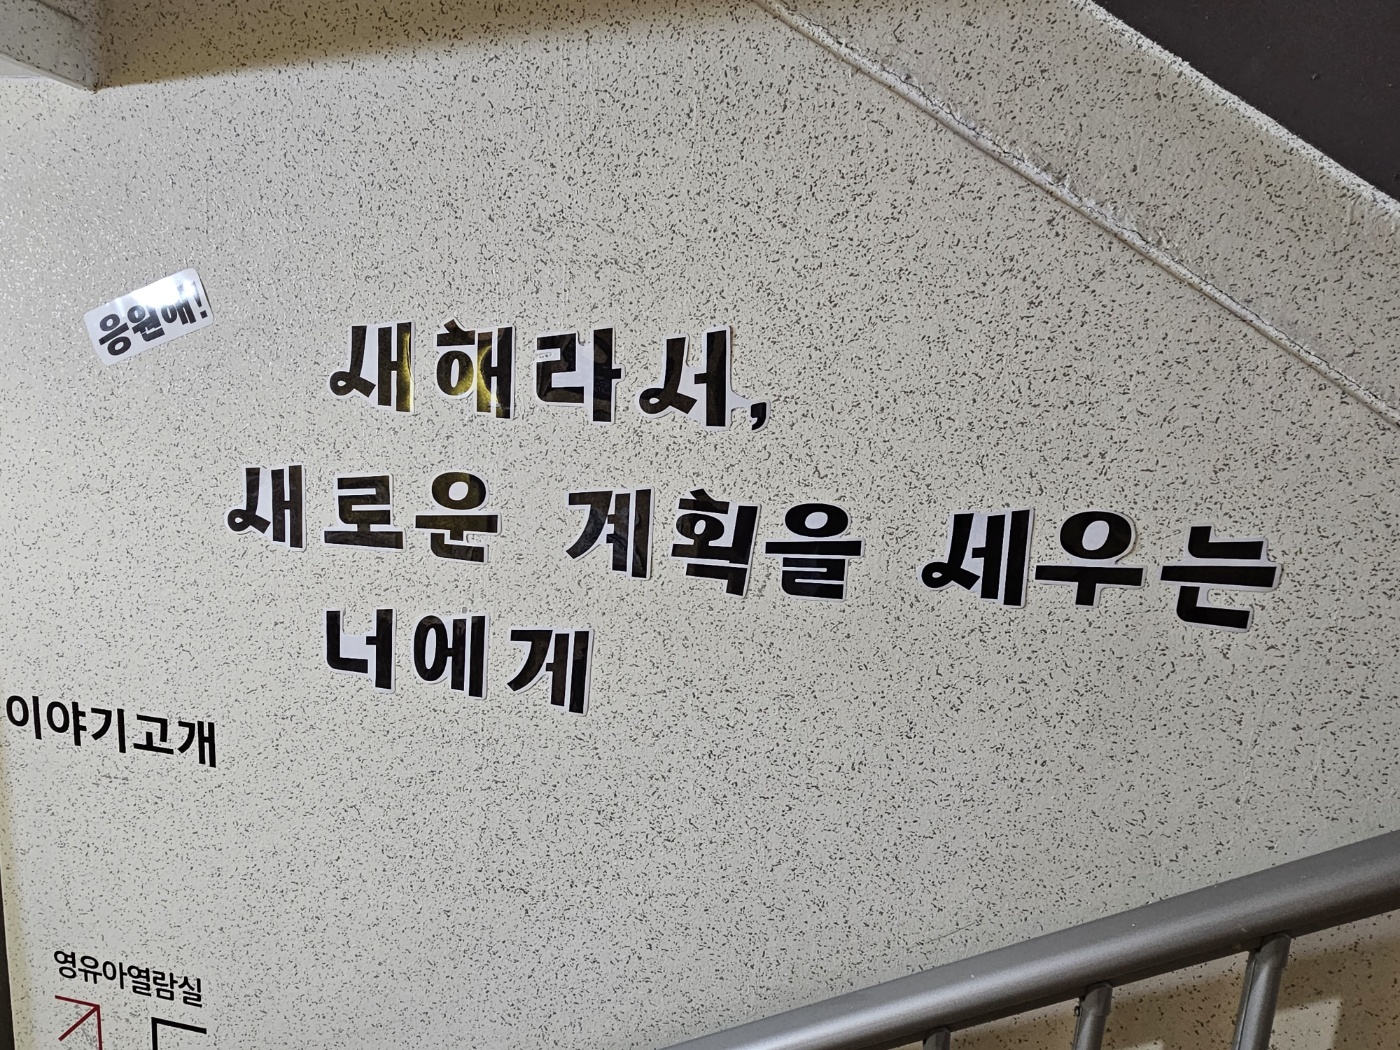 응원해!
새해라서,
새로운 계획을 세우는
너에게
이야기고개
영유아열람실